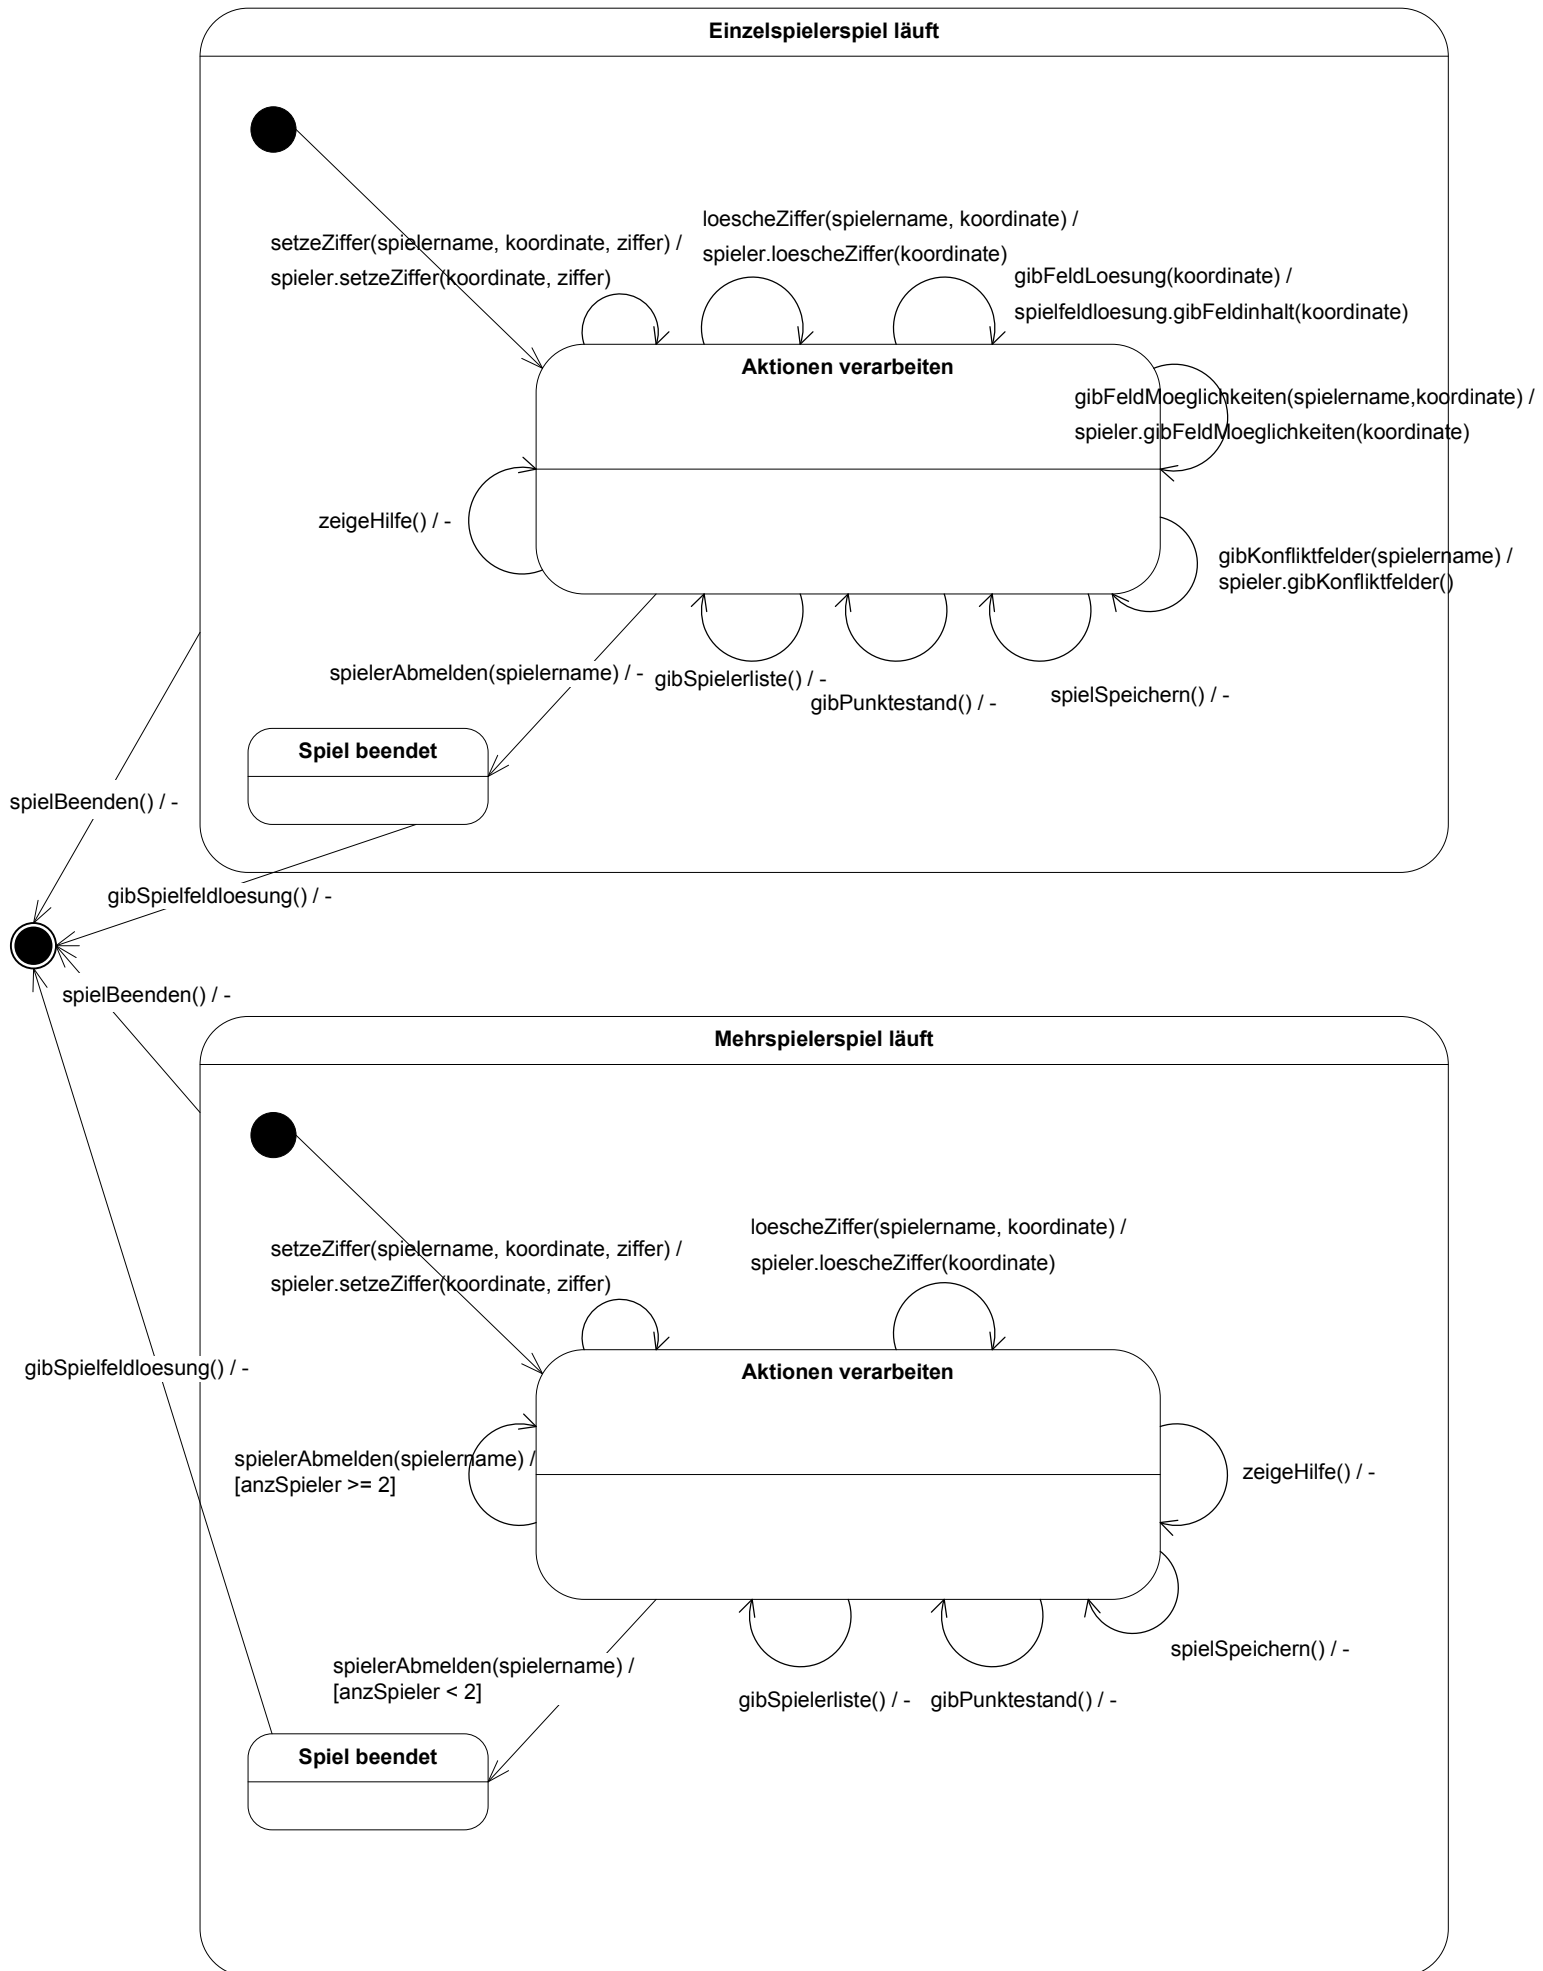 Einzelspielerspiel läuft
loescheZiffer(spielername, koordinate) /
spieler.loescheZiffer(koordinate)
setzeZiffer(spielername, koordinate, ziffer) /
spieler.setzeZiffer(koordinate, ziffer)
gibFeldLoesung(koordinate) /
spielfeldloesung.gibFeldinhalt(koordinate)
Aktionen verarbeiten
gibFeldMoeglichkeiten(spielername,koordinate) /
spieler.gibFeldMoeglichkeiten(koordinate)
zeigeHilfe() / -
gibKonfliktfelder(spielername) /
spieler.gibKonfliktfelder()
spielerAbmelden(spielername) / -
gibSpielerliste() / -
gibPunktestand() / -
spielSpeichern() / -
Spiel beendet
spielBeenden() / -
gibSpielfeldloesung() / -
spielBeenden() / -
Mehrspielerspiel läuft
loescheZiffer(spielername, koordinate) /
spieler.loescheZiffer(koordinate)
setzeZiffer(spielername, koordinate, ziffer) /
spieler.setzeZiffer(koordinate, ziffer)
gibSpielfeldloesung() / -
Aktionen verarbeiten
spielerAbmelden(spielername) /
[anzSpieler >= 2]
zeigeHilfe() / -
spielSpeichern() / -
spielerAbmelden(spielername) /
[anzSpieler < 2]
gibSpielerliste() / -
gibPunktestand() / -
Spiel beendet